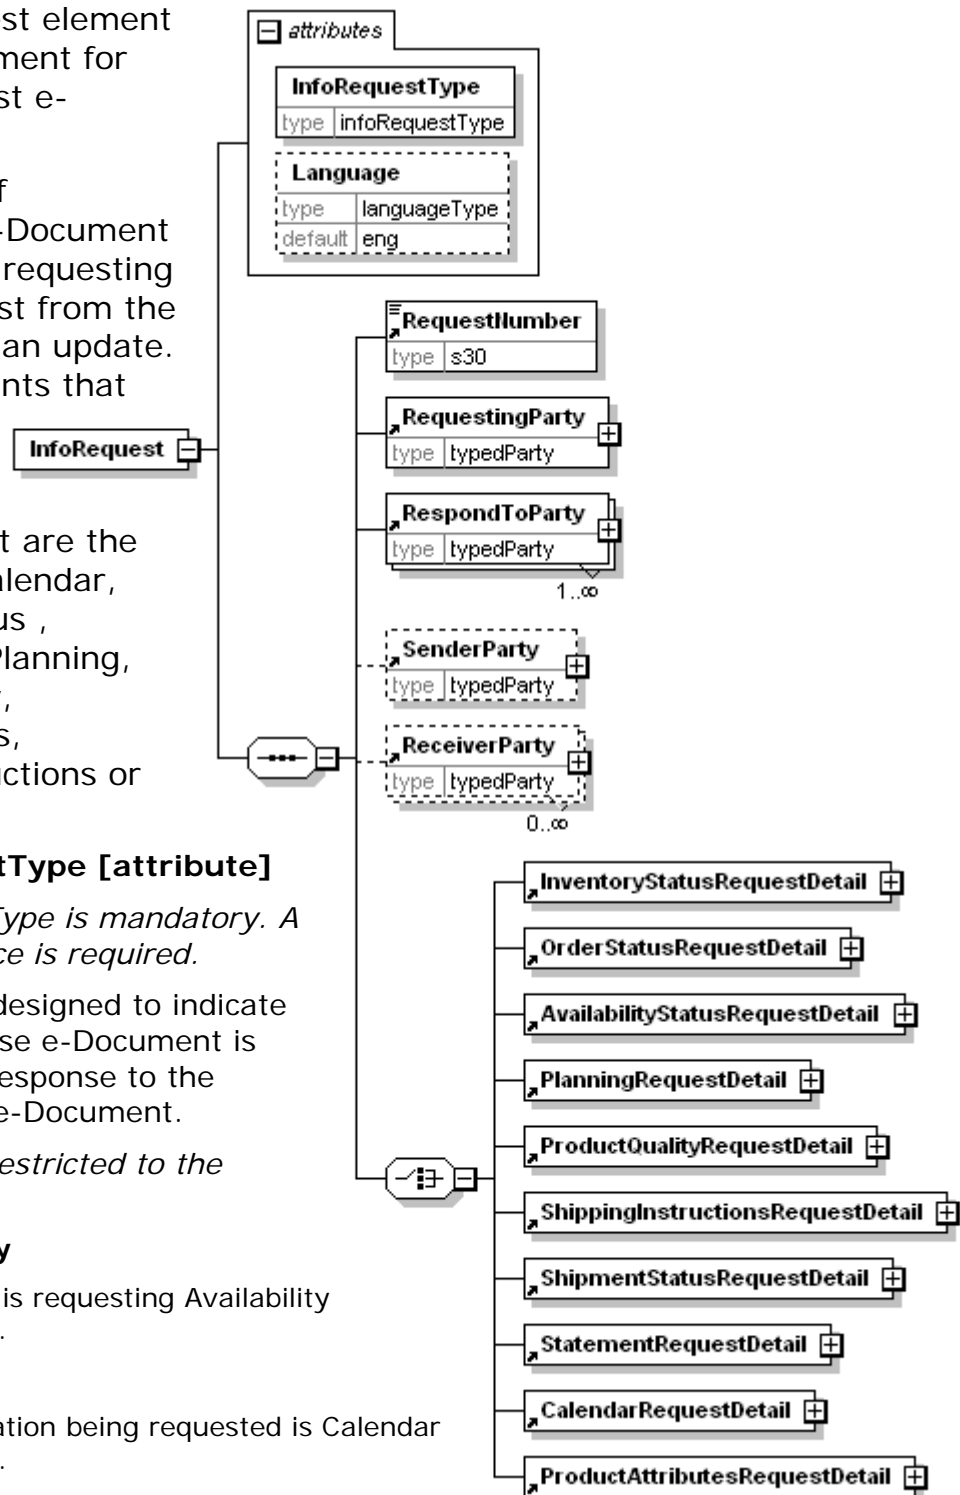 st element
ment for
st e-
f
-Document
requesting
st from the
an update.
nts that
t are the
alendar,
us ,
Planning,
,
s,
uctions or
tType [attribute]
Type is mandatory. A
ce is required.
designed to indicate
se e-Document is
esponse to the
e-Document.
estricted to the
y
is requesting Availability
.
ation being requested is Calendar
.
attributes
InfoRequestType
type infoRequestType
Language
type languageType
default eng
InfoRequest
RequestNumber
type s30
RequestingParty
type typedParty
RespondToParty
type typedParty
1..∞
SenderParty
type typedParty
ReceiverParty
type typedParty
0..∞
InventoryStatusRequestDetail
OrderStatusRequestDetail
AvailabilityStatusRequestDetail
PlanningRequestDetail
ProductQualityRequestDetail
ShippingInstructionsRequestDetail
ShipmentStatusRequestDetail
StatementRequestDetail
CalendarRequestDetail
ProductAttributesRequestDetail